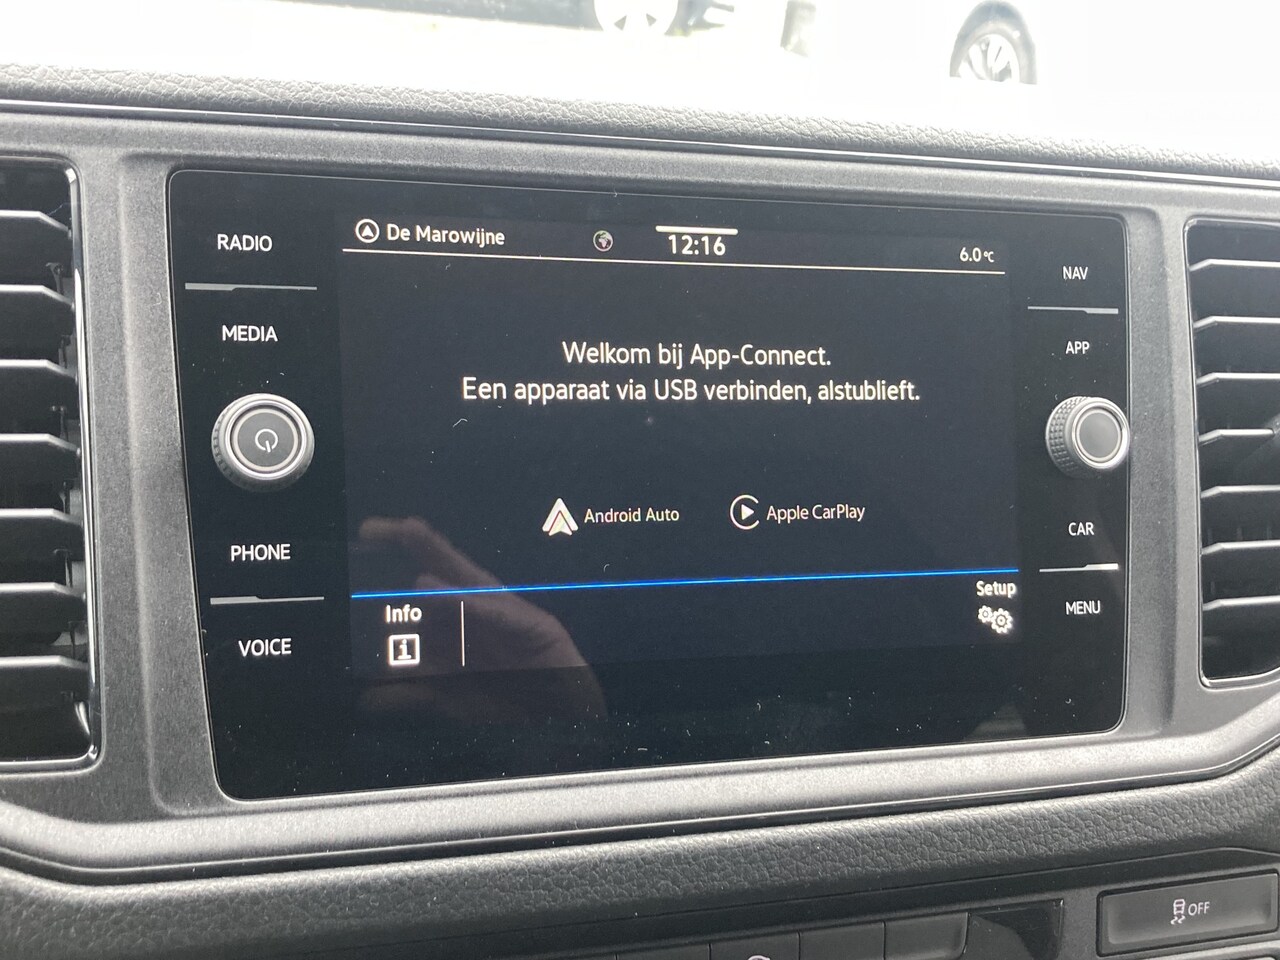 RADIO
MEDIA
PHONE
VOICE
De Marowijne
12:16
6.0°C
Welkom bij App-Connect.
Een apparaat via USB verbinden, alstublieft.
Android Auto
Apple CarPlay
Info
i
Setup
NAV
APP
CAR
MENU
OFF